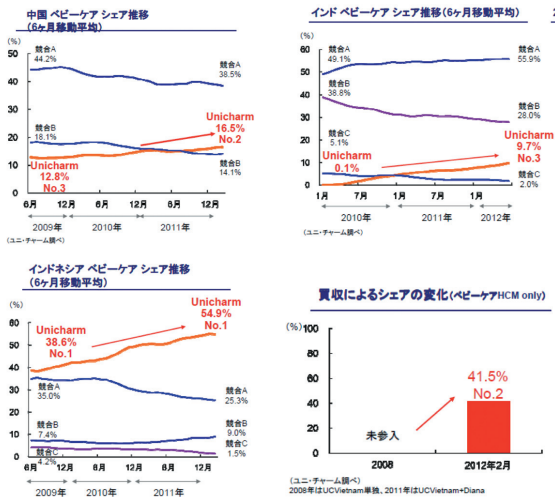 中国 ベビーケア シェア推移
(6ヶ月移動平均)
(%)
60
50
40
30
20
10
0
競合A
44.2%
競合A
38.5%
競合B
18.1%
Unicharm
16.5%
No.2
Unicharm
12.8%
No.3
競合B
14.1%
6月 12月 6月 12月 6月 12月
2009年 2010年 2011年
(ユニ・チャーム調べ)
インド ベビーケア シェア推移(6ヶ月移動平均)
(%)
60
50
40
30
20
10
0
競合A
49.1%
競合A
55.9%
競合B
38.8%
競合B
28.0%
競合C
5.1%
Unicharm
0.1%
Unicharm
9.7%
No.3
競合C
2.0%
1月 7月 1月 7月 1月
2010年 2011年 2012年
(ユニ・チャーム調べ)
インドネシア ベビーケア シェア推移
(6ヶ月移動平均)
(%)
60
50
40
30
20
10
0
Unicharm
38.6%
No.1
Unicharm
54.9%
No.1
競合A
35.0%
競合A
25.3%
競合B
7.4%
競合B
9.0%
競合C
4.2%
競合C
1.5%
6月 12月 6月 12月 6月 12月
2009年 2010年 2011年
買収によるシェアの変化(ベビーケアHCM only)
(%)
100
80
60
40
20
0
未参入
41.5%
No.2
2008 2012年2月
(ユニ・チャーム調べ)
2008年はUCVietnam単独、2011年はUCVietnam+Diana